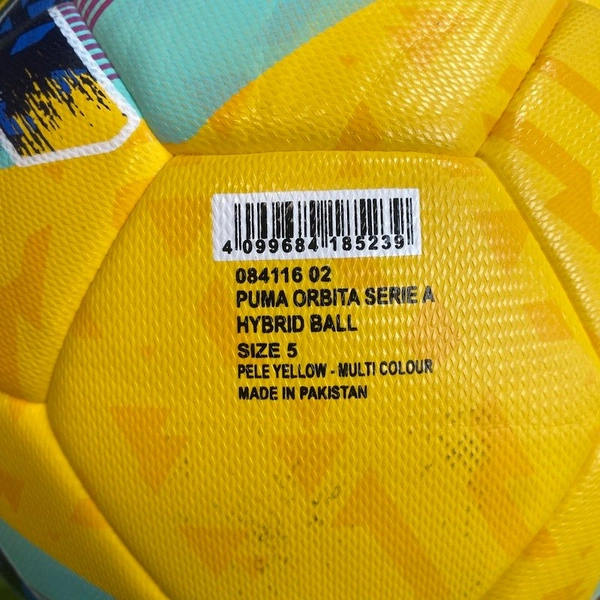 4 099684 185239
084116 02
PUMA ORBITA SERIE A
HYBRID BALL
SIZE 5
PELE YELLOW - MULTI COLOUR
MADE IN PAKISTAN